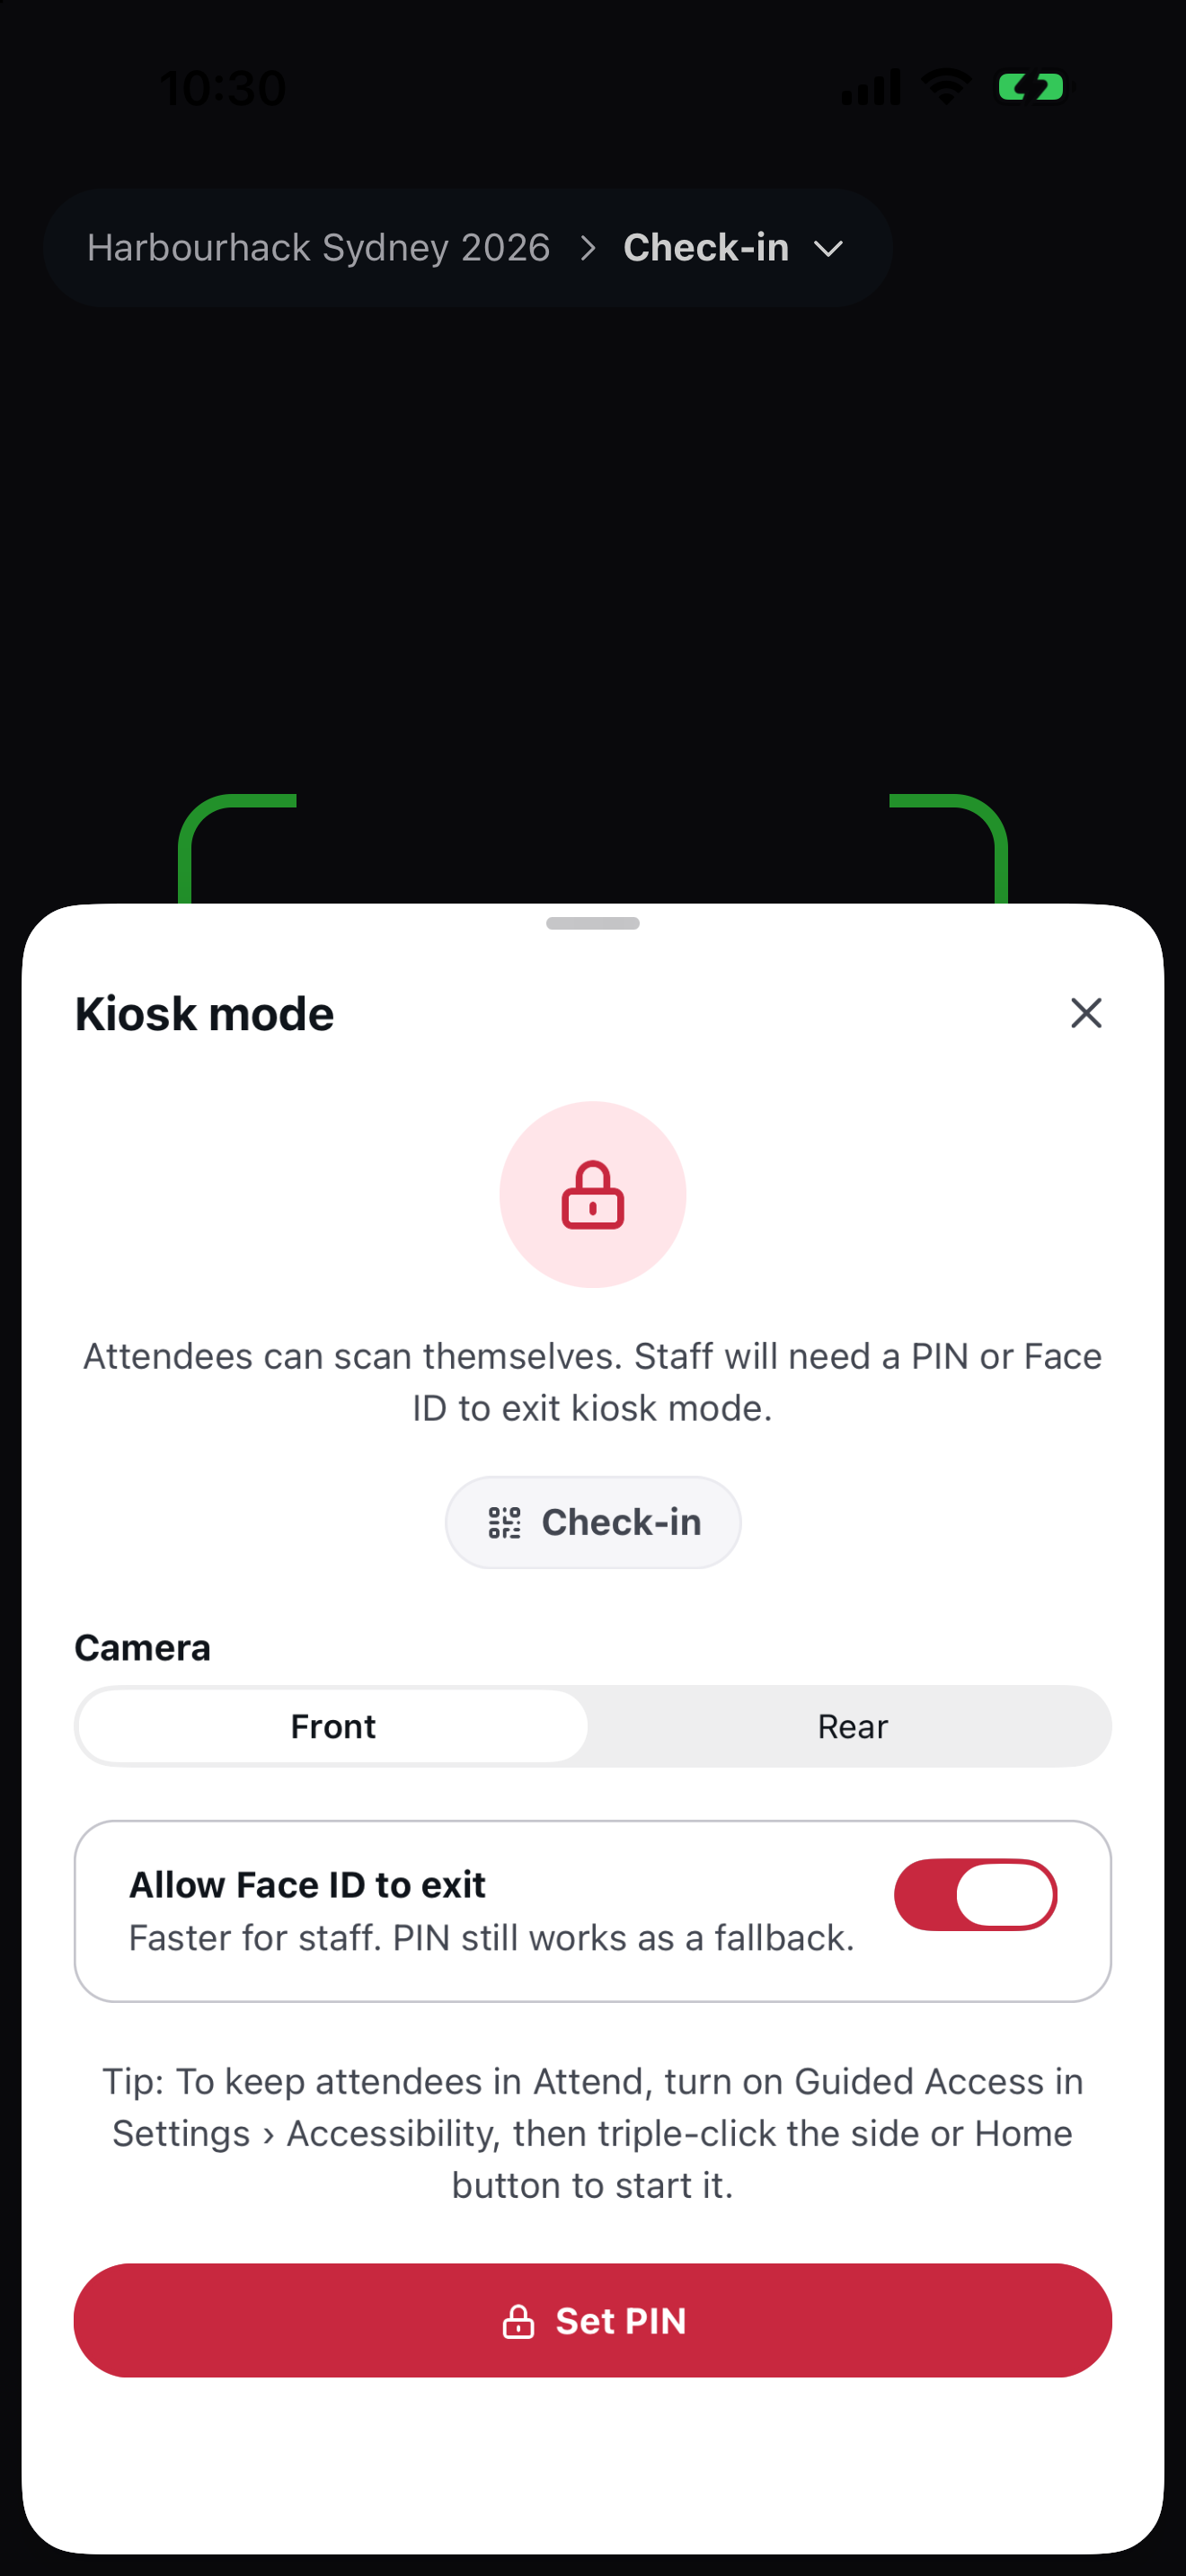 10:30
Harbourhack Sydney 2026 > Check-in
Kiosk mode
Attendees can scan themselves. Staff will need a PIN or Face
ID to exit kiosk mode.
Check-in
Camera
Front
Rear
Allow Face ID to exit
Faster for staff. PIN still works as a fallback.
Tip: To keep attendees in Attend, turn on Guided Access in
Settings › Accessibility, then triple-click the side or Home
button to start it.
Set PIN